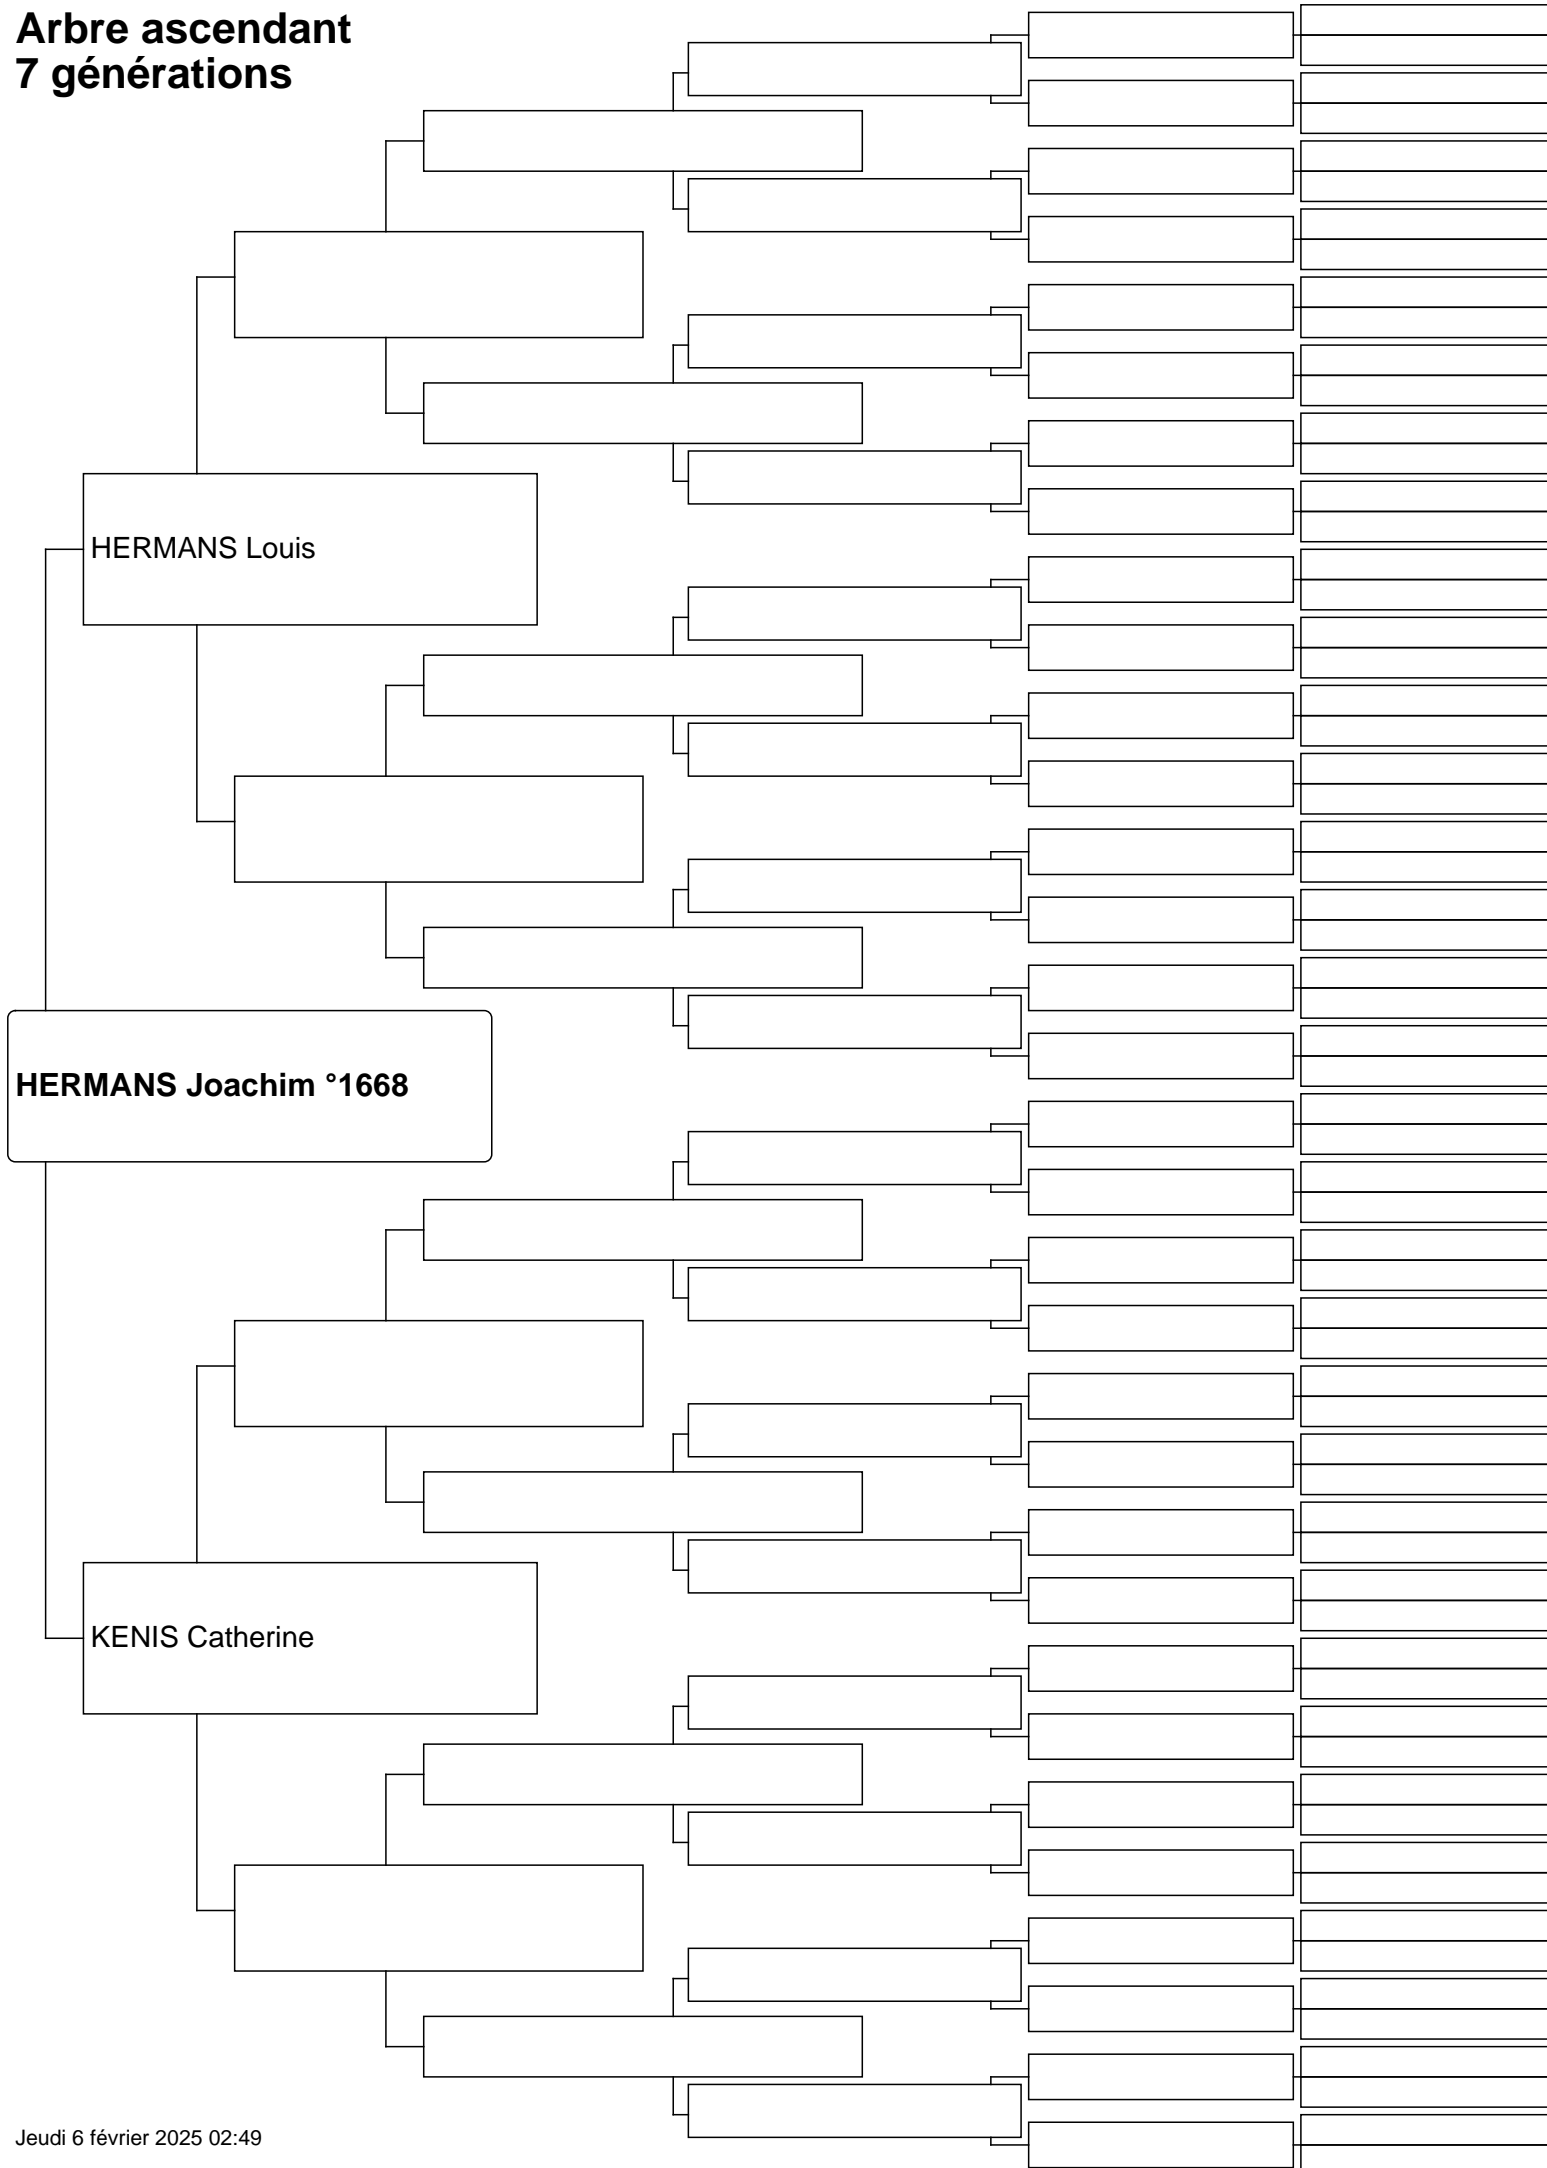 Arbre ascendant
7 générations
HERMANS Louis
HERMANS Joachim °1668
KENIS Catherine
Jeudi 6 février 2025 02:49